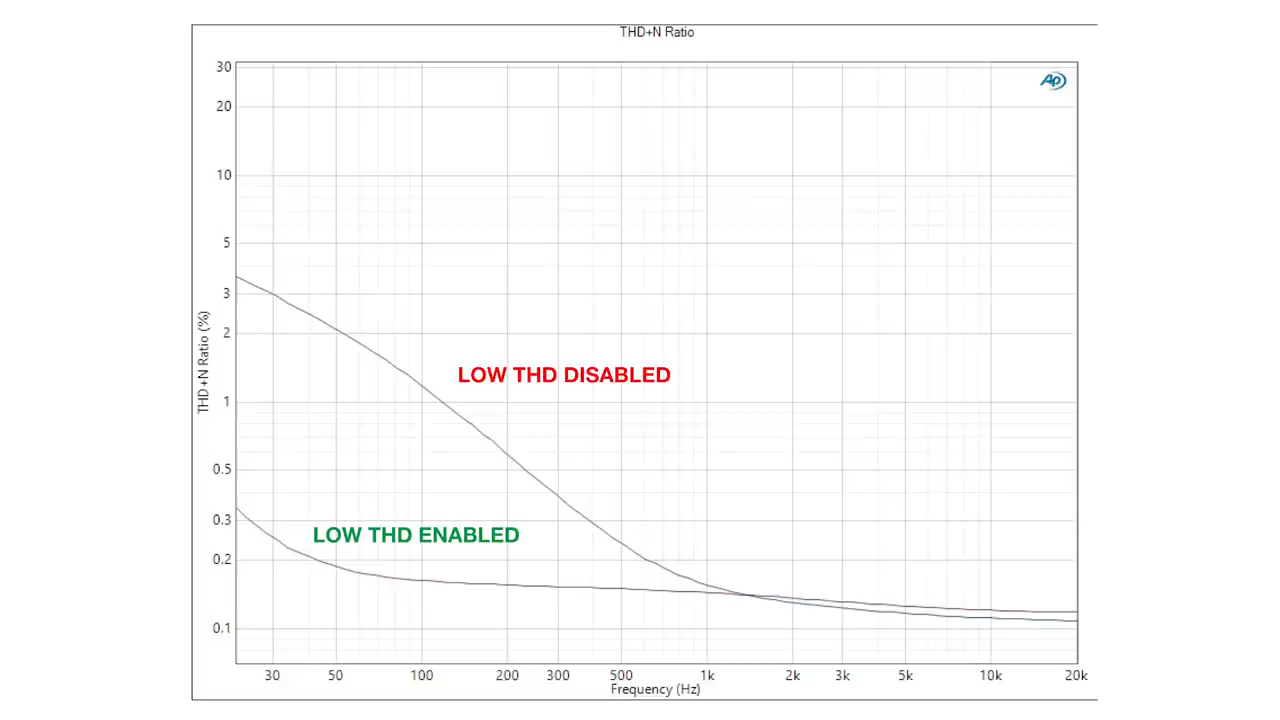 THD+N Ratio
Ap
30
20
10
5
3
2
1
0.5
0.3
0.2
0.1
THD+N Ratio (%)
LOW THD DISABLED
LOW THD ENABLED
30 50 100 200 300 500 1k 2k 3k 5k 10k 20k
Frequency (Hz)